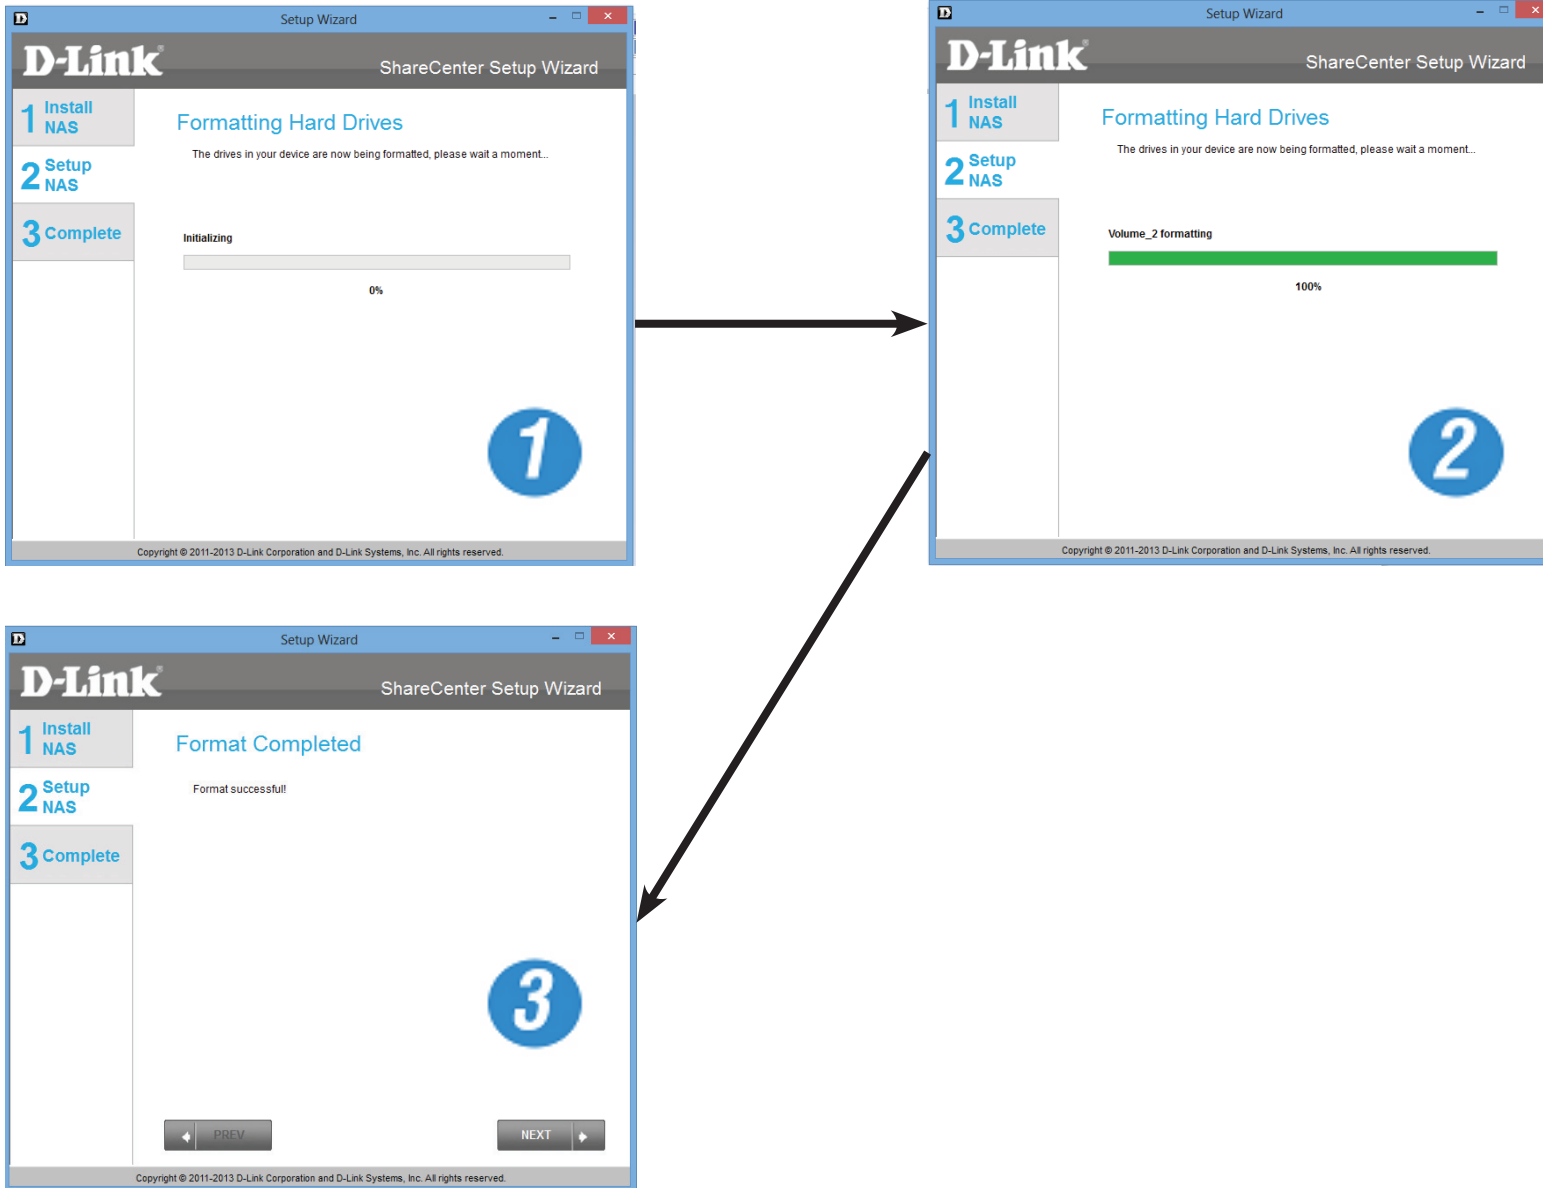 Setup Wizard
D-Link
ShareCenter Setup Wizard
1 Install NAS
2 Setup NAS
3 Complete
Formatting Hard Drives
The drives in your device are now being formatted, please wait a moment...
Initializing
0%
1
Copyright © 2011-2013 D-Link Corporation and D-Link Systems, Inc. All rights reserved.
Setup Wizard
D-Link
ShareCenter Setup Wizard
1 Install NAS
2 Setup NAS
3 Complete
Formatting Hard Drives
The drives in your device are now being formatted, please wait a moment...
Volume_2 formatting
100%
2
Copyright © 2011-2013 D-Link Corporation and D-Link Systems, Inc. All rights reserved.
Setup Wizard
D-Link
ShareCenter Setup Wizard
1 Install NAS
2 Setup NAS
3 Complete
Format Completed
Format successful!
3
PREV
NEXT
Copyright © 2011-2013 D-Link Corporation and D-Link Systems, Inc. All rights reserved.